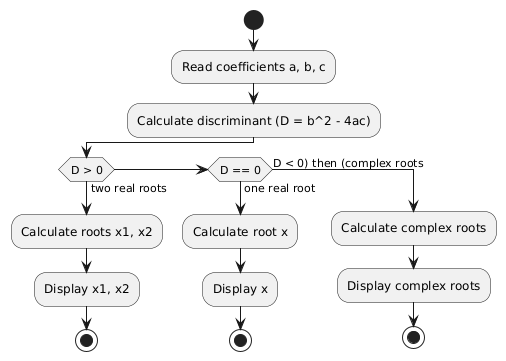 Read coefficients a, b, c
Calculate discriminant (D = b^2 - 4ac)
D > 0
two real roots
D == 0
one real root
D < 0) then (complex roots
Calculate roots x1, x2
Calculate root x
Calculate complex roots
Display x1, x2
Display x
Display complex roots